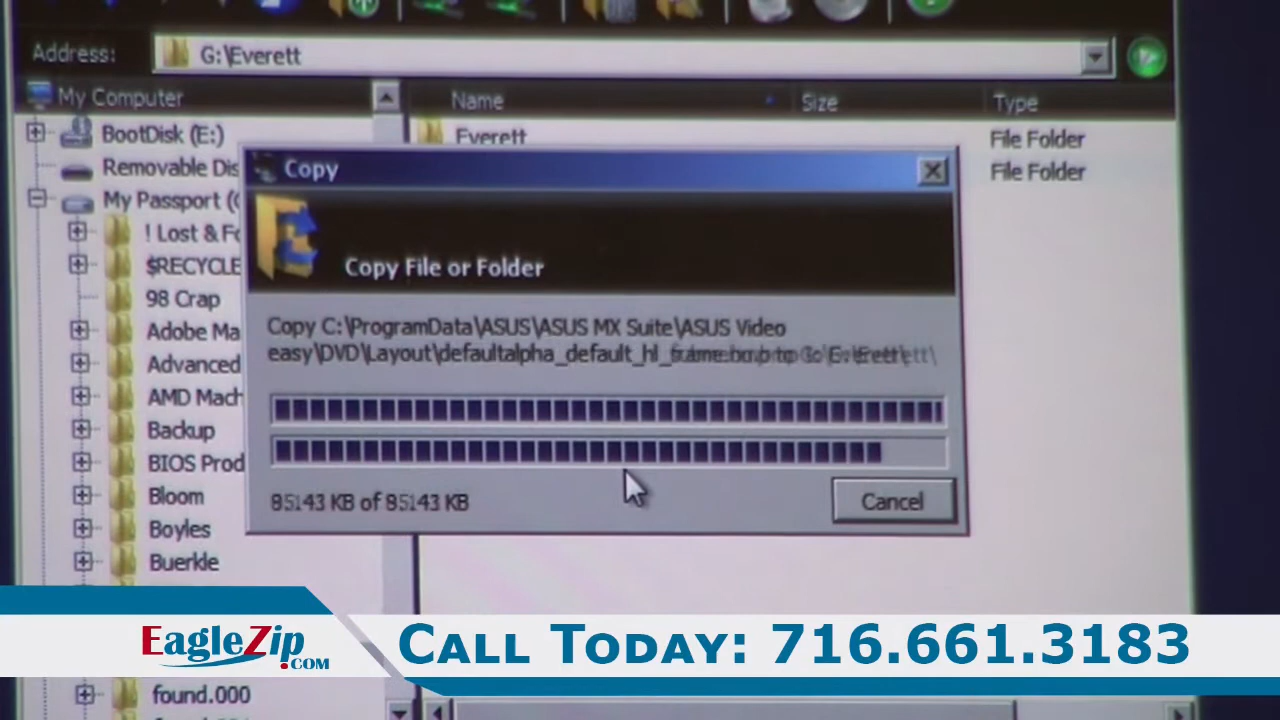 Address: G:\Everett
My Computer
Name Size Type
BootDisk (E:)
Everett
File Folder
Removable Dis
File Folder
My Passport (
! Lost & Fo
$RECYCLE
98 Crap
Adobe Ma
Advanced
AMD Mach
Backup
BIOS Prod
Bloom
Boyles
Buerkle
found.000
Copy
Copy File or Folder
Copy C:\ProgramData\ASUS\ASUS MX Suite\ASUS Video
easy\DVD\Layout\defaultalpha_default_hl_
85143 KB of 85143 KB
Cancel
EagleZip.com
Call Today: 716.661.3183